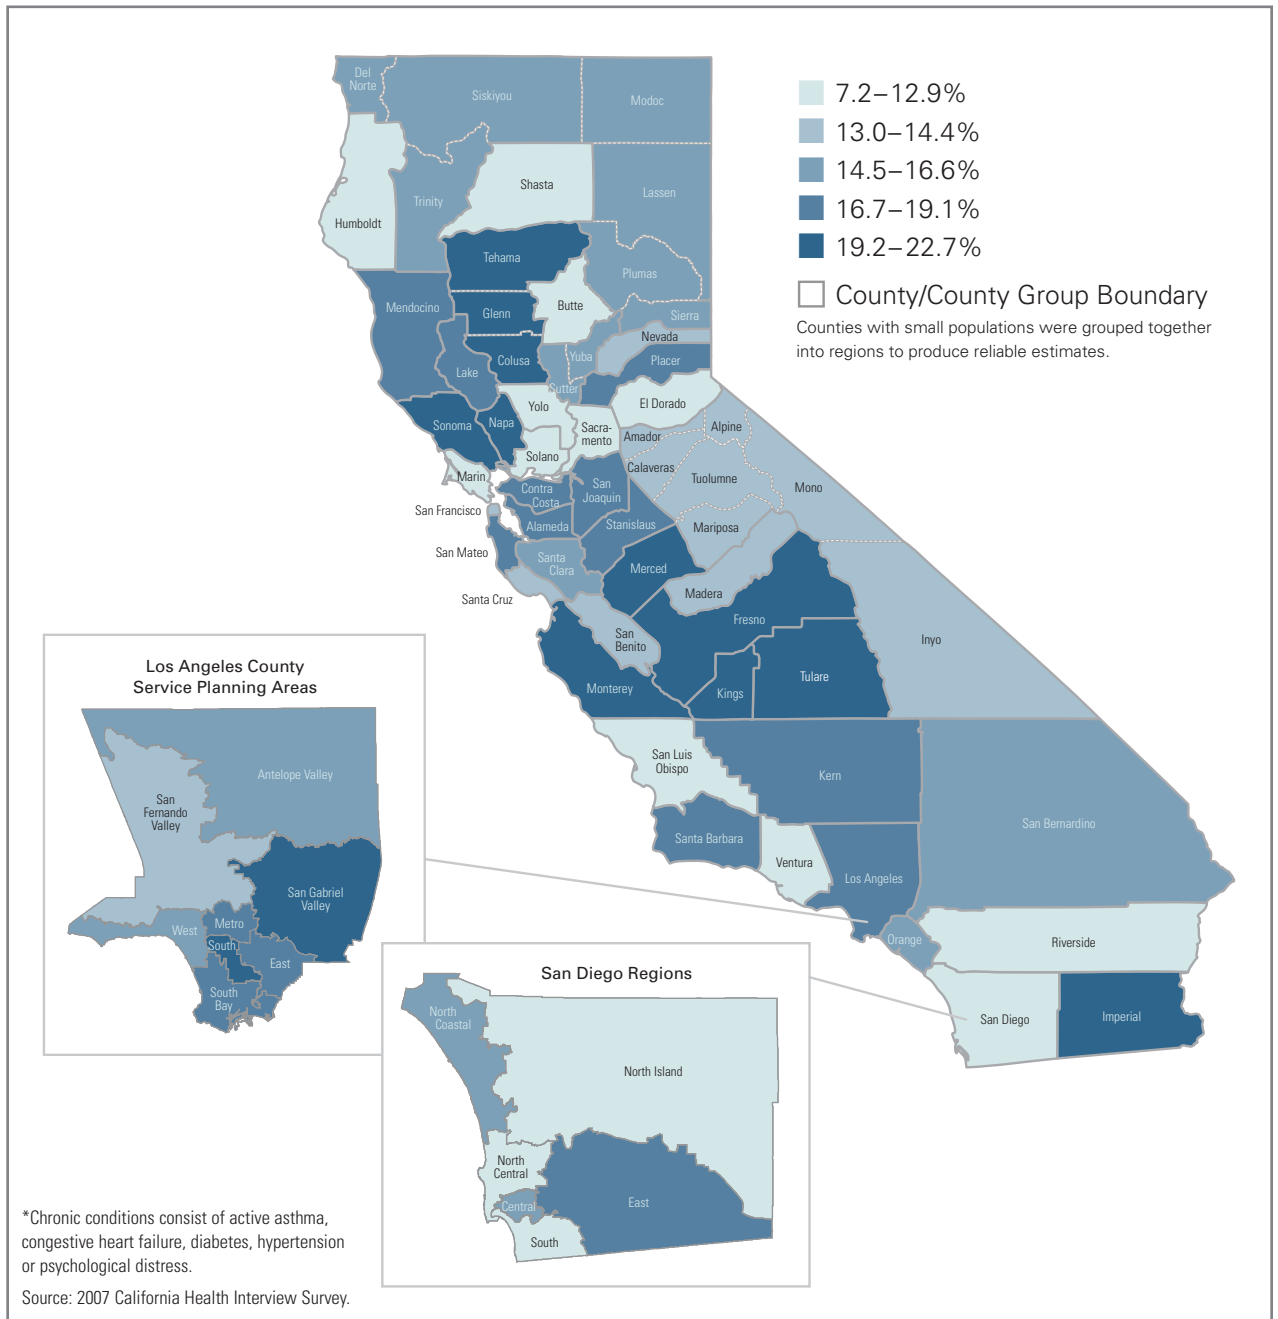 7.2–12.9%
13.0–14.4%
14.5–16.6%
16.7–19.1%
19.2–22.7%
County/County Group Boundary
Counties with small populations were grouped together
into regions to produce reliable estimates.
Del
Norte
Siskiyou
Modoc
Humboldt
Trinity
Shasta
Lassen
Tehama
Plumas
Mendocino
Glenn
Butte
Sierra
Nevada
Lake
Colusa
Yuba
Placer
Sutter
Yolo
El Dorado
Sonoma
Napa
Sacra-
mento
Alpine
Amador
Solano
Calaveras
Marin
Tuolumne
Mono
Contra
Costa
San
Joaquin
San Francisco
Alameda
Stanislaus
Mariposa
San Mateo
Santa
Clara
Merced
Madera
Santa Cruz
Fresno
San
Benito
Inyo
Monterey
Kings
Tulare
San Luis
Obispo
Kern
San Bernardino
Santa Barbara
Ventura
Los Angeles
Orange
Riverside
San Diego
Imperial
Los Angeles County
Service Planning Areas
Antelope Valley
San
Fernando
Valley
San Gabriel
Valley
West
Metro
South
East
South
Bay
San Diego Regions
North
Coastal
North Island
North
Central
Central
East
South
*Chronic conditions consist of active asthma,
congestive heart failure, diabetes, hypertension
or psychological distress.
Source: 2007 California Health Interview Survey.